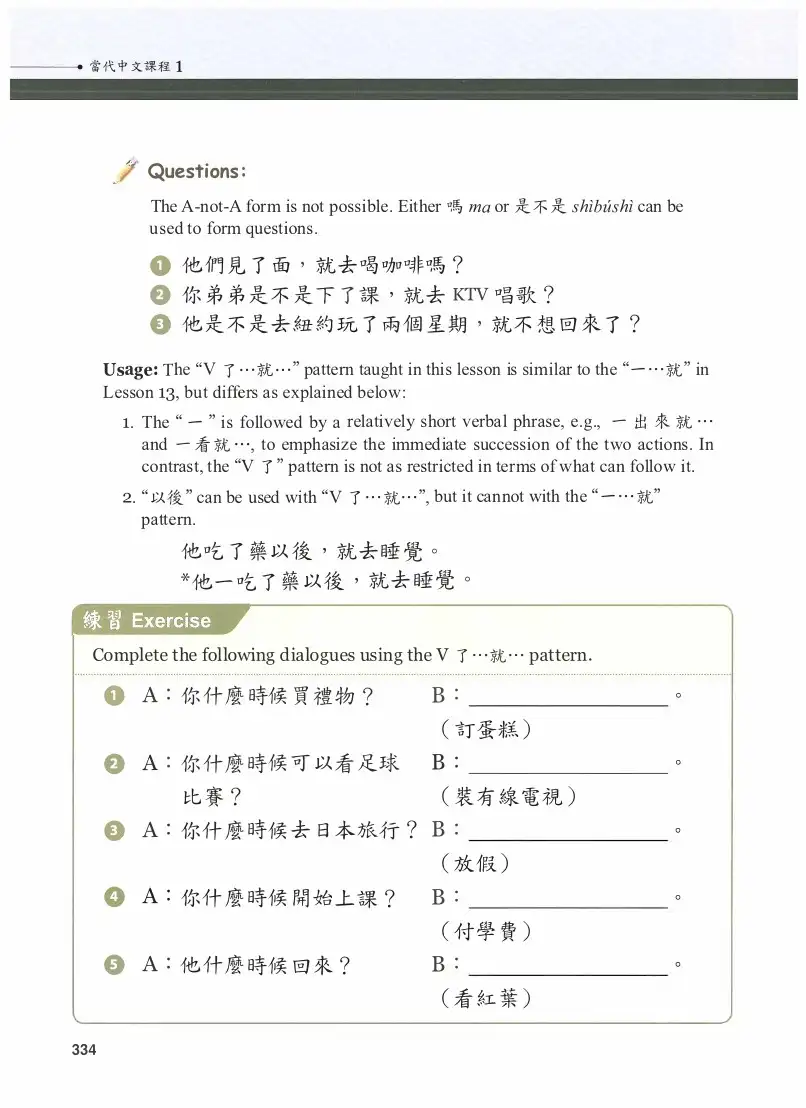 當代中文課程 1
Questions:
The A-not-A form is not possible. Either 嗎 ma or 是不是 shìbúshì can be
used to form questions.
1 他們見了面，就去喝咖啡嗎？
2 你弟弟是不是下了課，就去 KTV 唱歌？
3 他是不是去紐約玩了兩個星期，就不想回來了？
Usage: The “V 了…就…” pattern taught in this lesson is similar to the “一…就” in
Lesson 13, but differs as explained below:
1. The “一” is followed by a relatively short verbal phrase, e.g., 一出來就…
and 一看就…, to emphasize the immediate succession of the two actions. In
contrast, the “V 了” pattern is not as restricted in terms of what can follow it.
2. “以後” can be used with “V 了…就…”, but it cannot with the “一…就”
pattern.
他吃了藥以後，就去睡覺。
*他一吃了藥以後，就去睡覺。
練習 Exercise
Complete the following dialogues using the V 了…就… pattern.
1 A：你什麼時候買禮物？ B：____________________。
（訂蛋糕）
2 A：你什麼時候可以看足球 B：____________________。
比賽？ （裝有線電視）
3 A：你什麼時候去日本旅行？ B：____________________。
（放假）
4 A：你什麼時候開始上課？ B：____________________。
（付學費）
5 A：他什麼時候回來？ B：____________________。
（看紅葉）
334